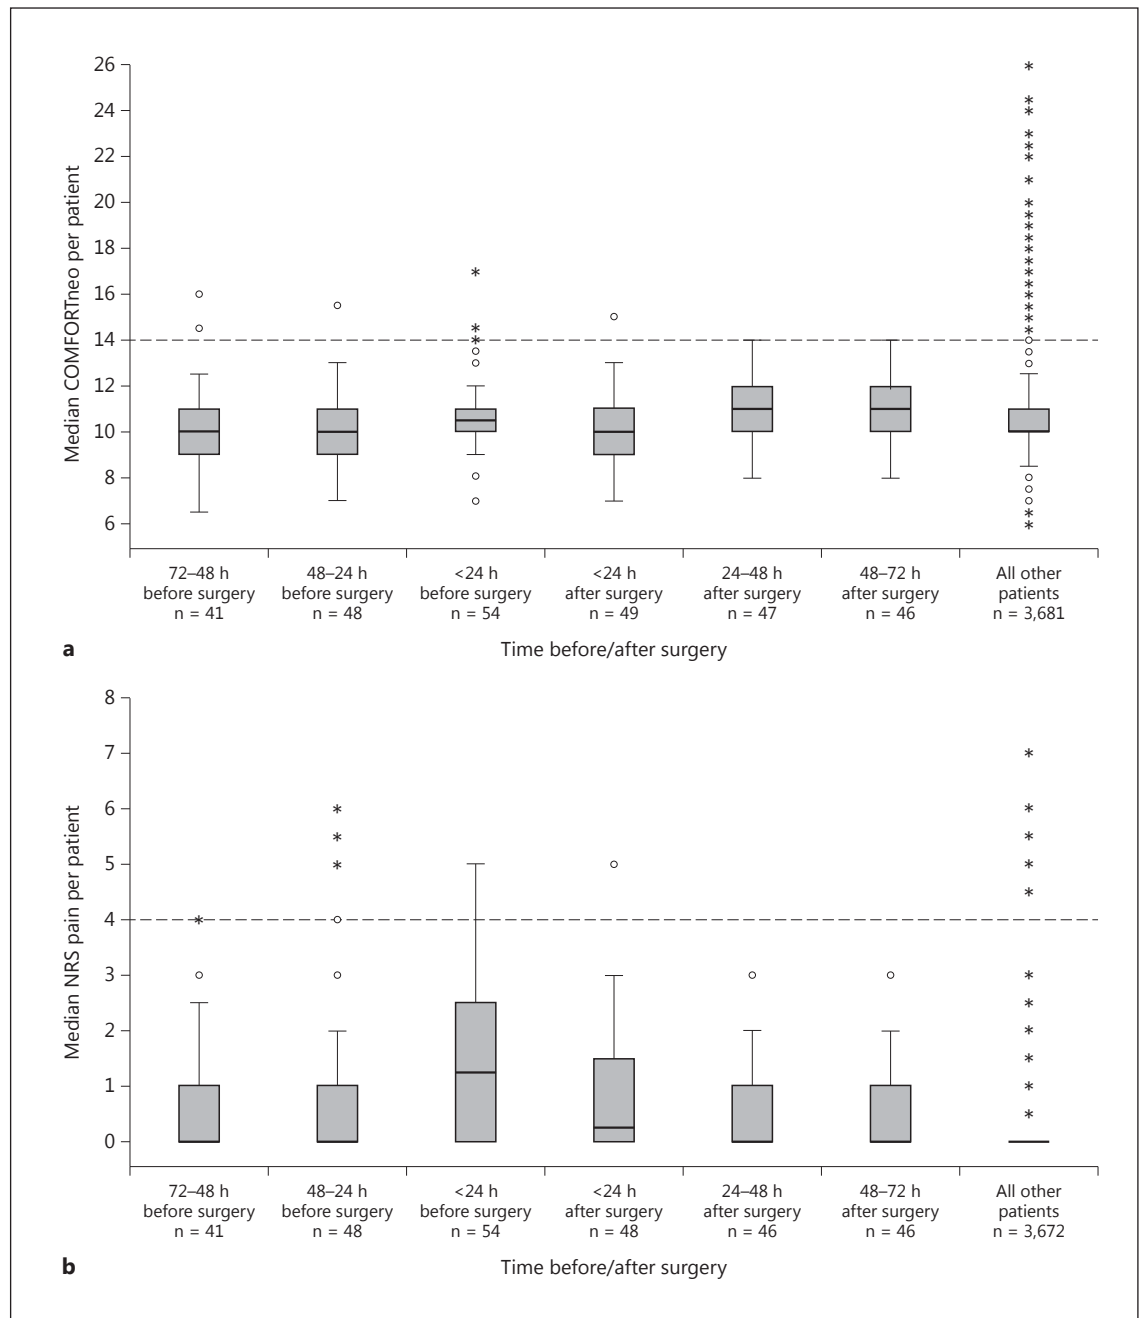 26
24
22
20
18
16
14
12
10
8
6
Median COMFORTneo per patient
72–48 h before surgery n = 41
48–24 h before surgery n = 48
<24 h before surgery n = 54
<24 h after surgery n = 49
24–48 h after surgery n = 47
48–72 h after surgery n = 46
All other patients n = 3,681
a
Time before/after surgery
8
7
6
5
4
3
2
1
0
Median NRS pain per patient
72–48 h before surgery n = 41
48–24 h before surgery n = 48
<24 h before surgery n = 54
<24 h after surgery n = 48
24–48 h after surgery n = 46
48–72 h after surgery n = 46
All other patients n = 3,672
b
Time before/after surgery